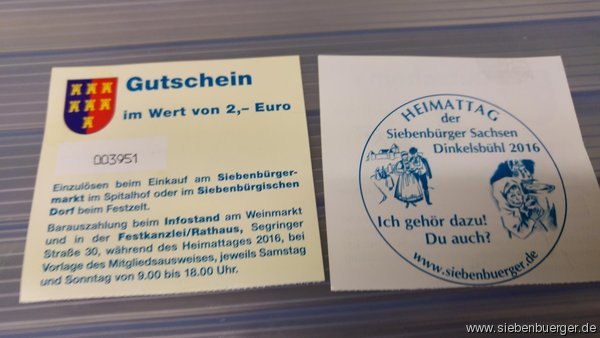 Gutschein
im Wert von 2,– Euro
003951
Einzulösen beim Einkauf am Siebenbürger-
markt im Spitalhof oder im Siebenbürgischen
Dorf beim Festzelt.
Barauszahlung beim Infostand am Weinmarkt
und in der Festkanzlei/Rathaus, Segringer
Straße 30, während des Heimattages 2016, bei
Vorlage des Mitgliedsausweises, jeweils Samstag
und Sonntag von 9.00 bis 18.00 Uhr.
HEIMATTAG
der
Siebenbürger Sachsen
Dinkelsbühl 2016
Ich gehör dazu!
Du auch?
www.siebenbuerger.de
www.siebenbuerger.de